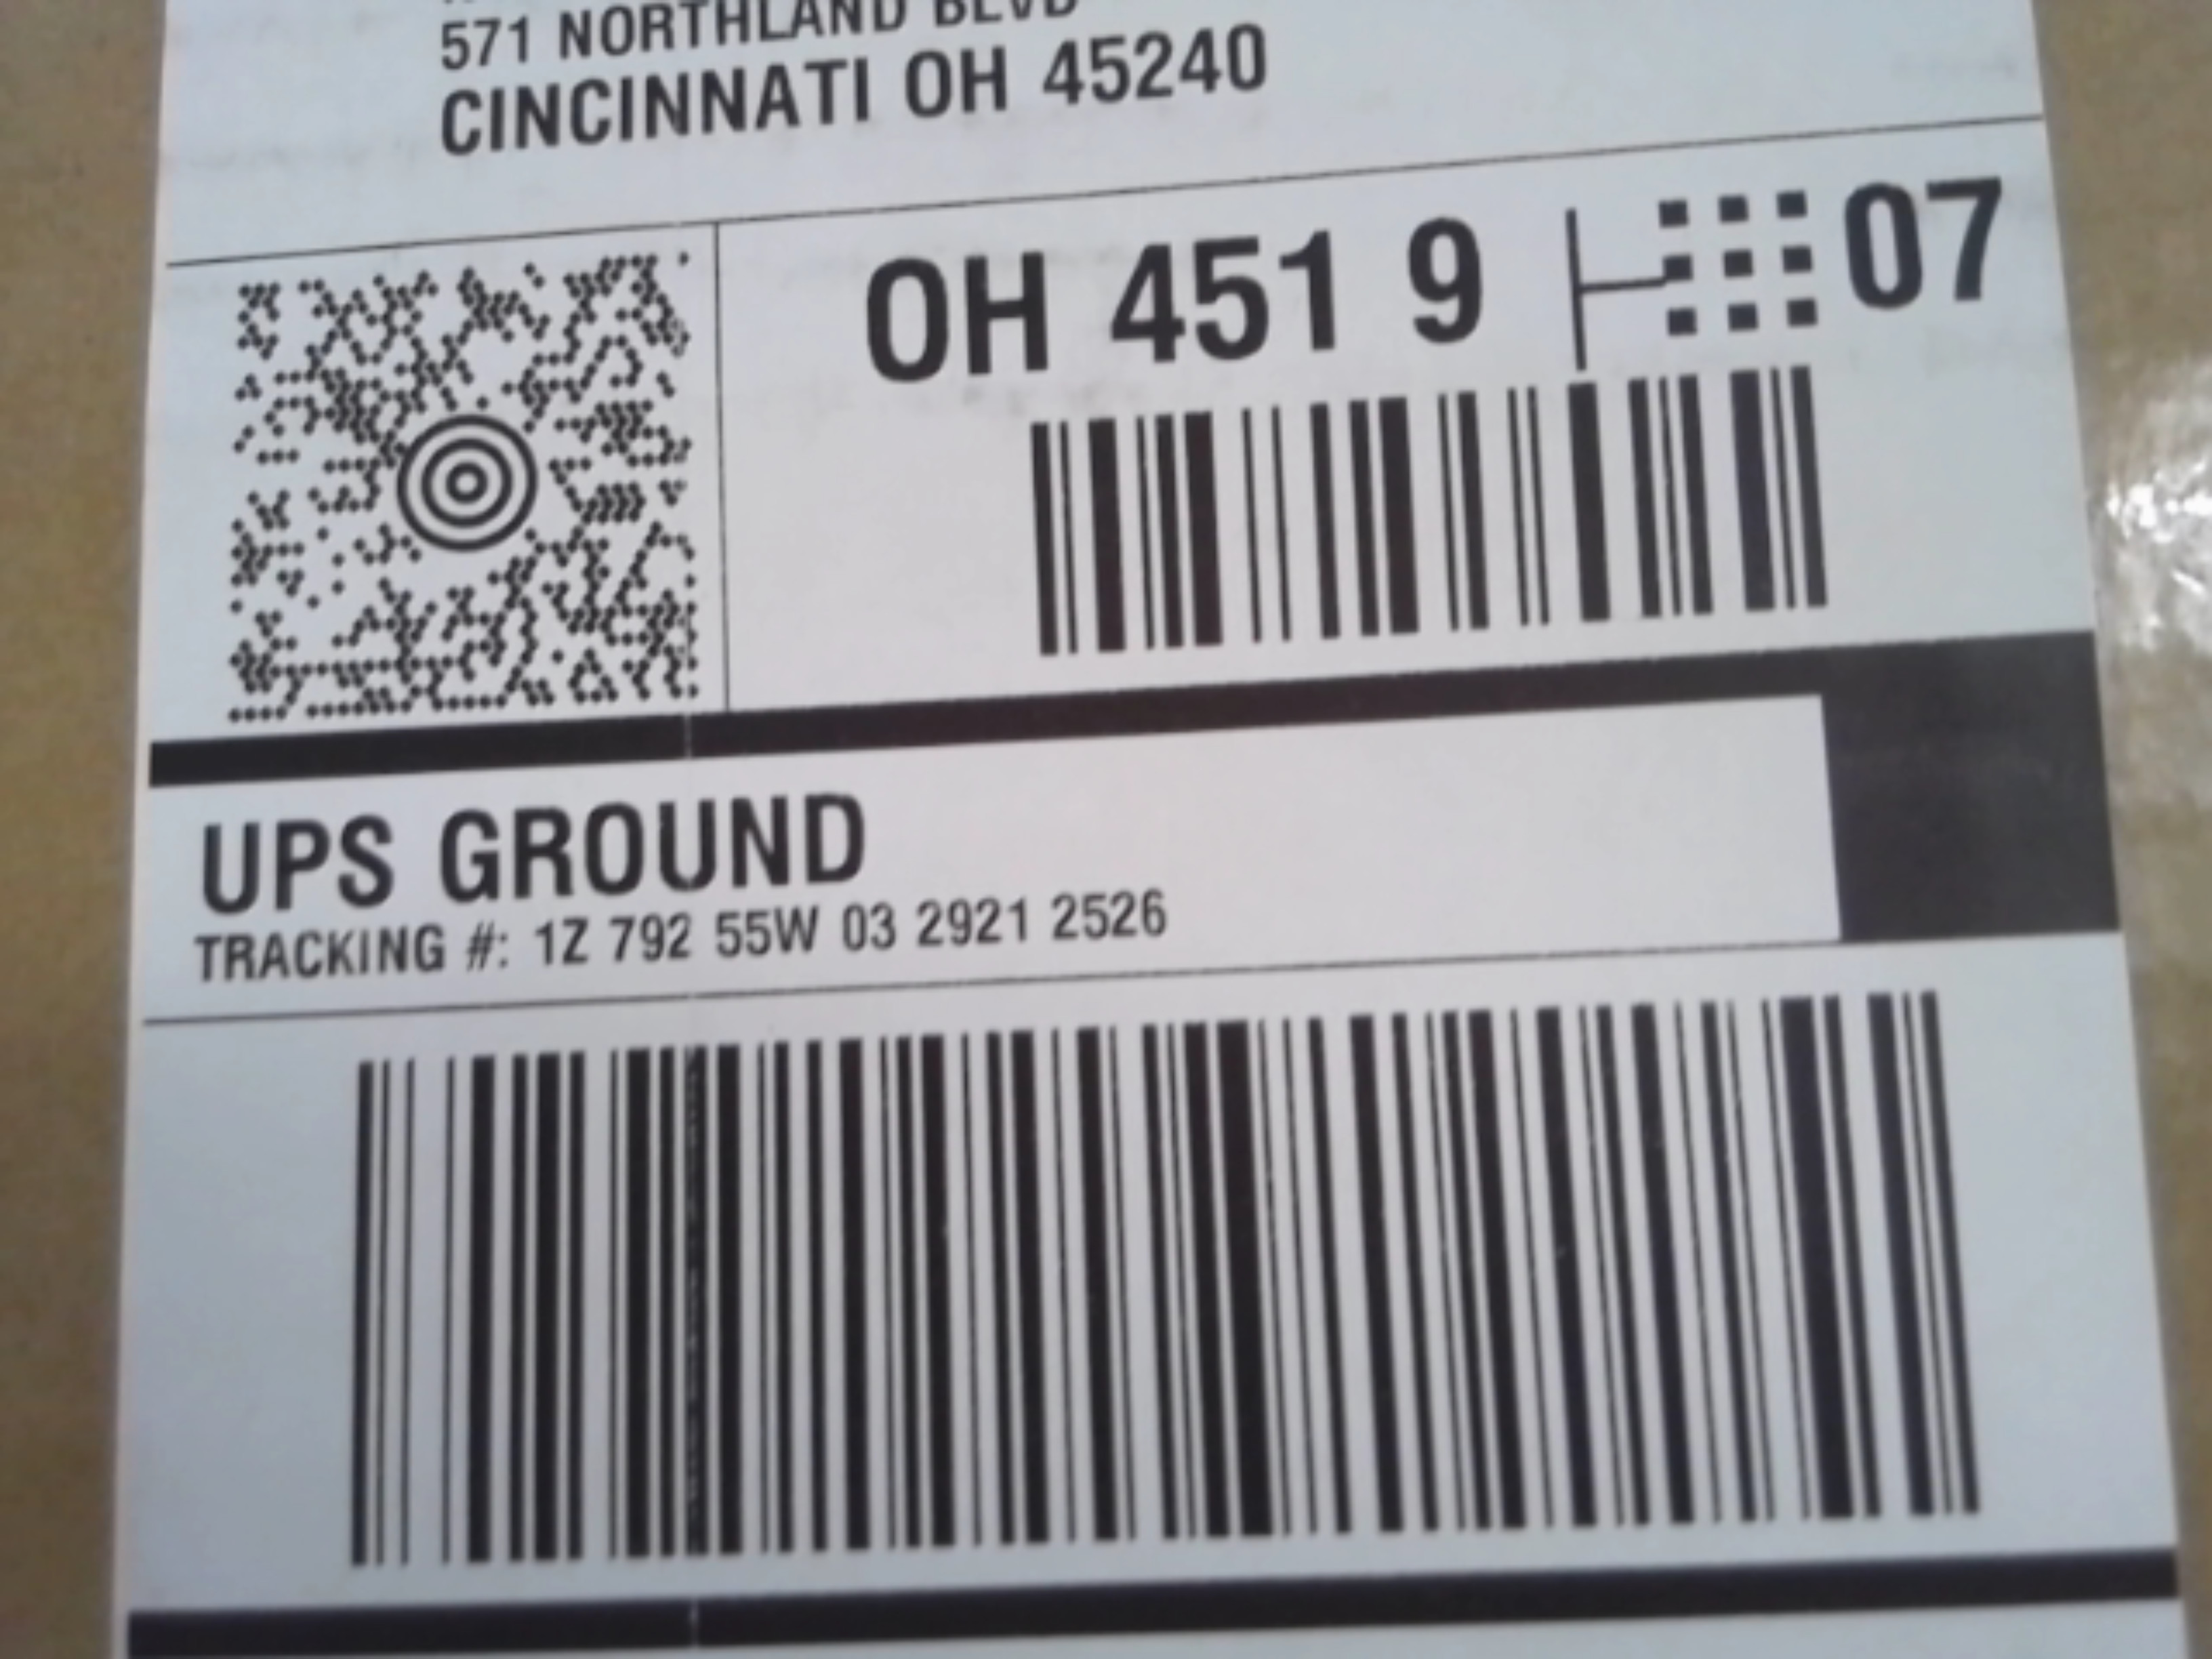 571 NORTHLAND BLVD
CINCINNATI OH 45240
OH 451 9
07
UPS GROUND
TRACKING #: 1Z 792 55W 03 2921 2526